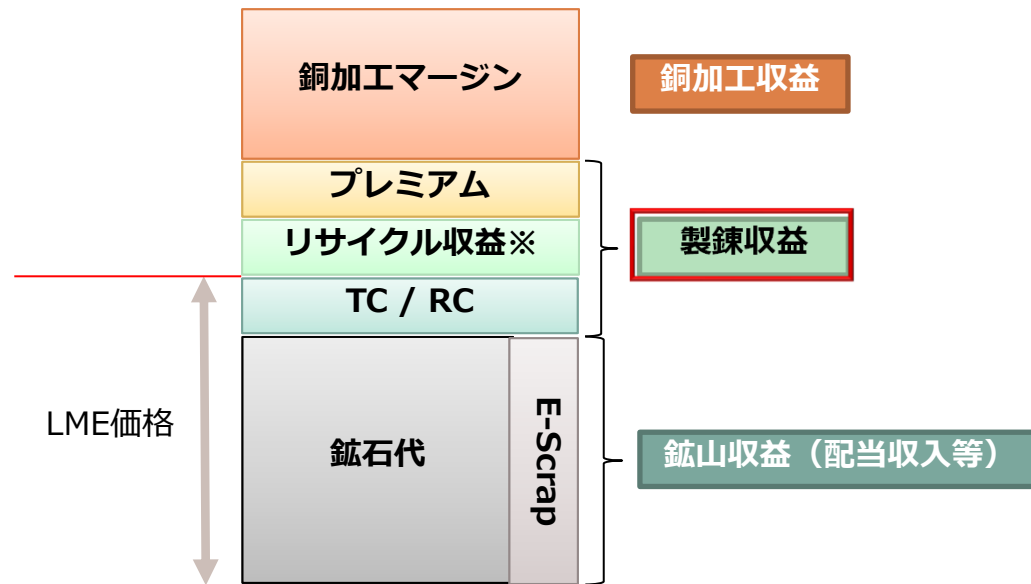 銅加工マージン
銅加工収益
プレミアム
リサイクル収益※
製錬収益
TC / RC
LME価格
鉱石代
E-Scrap
鉱山収益（配当収入等）